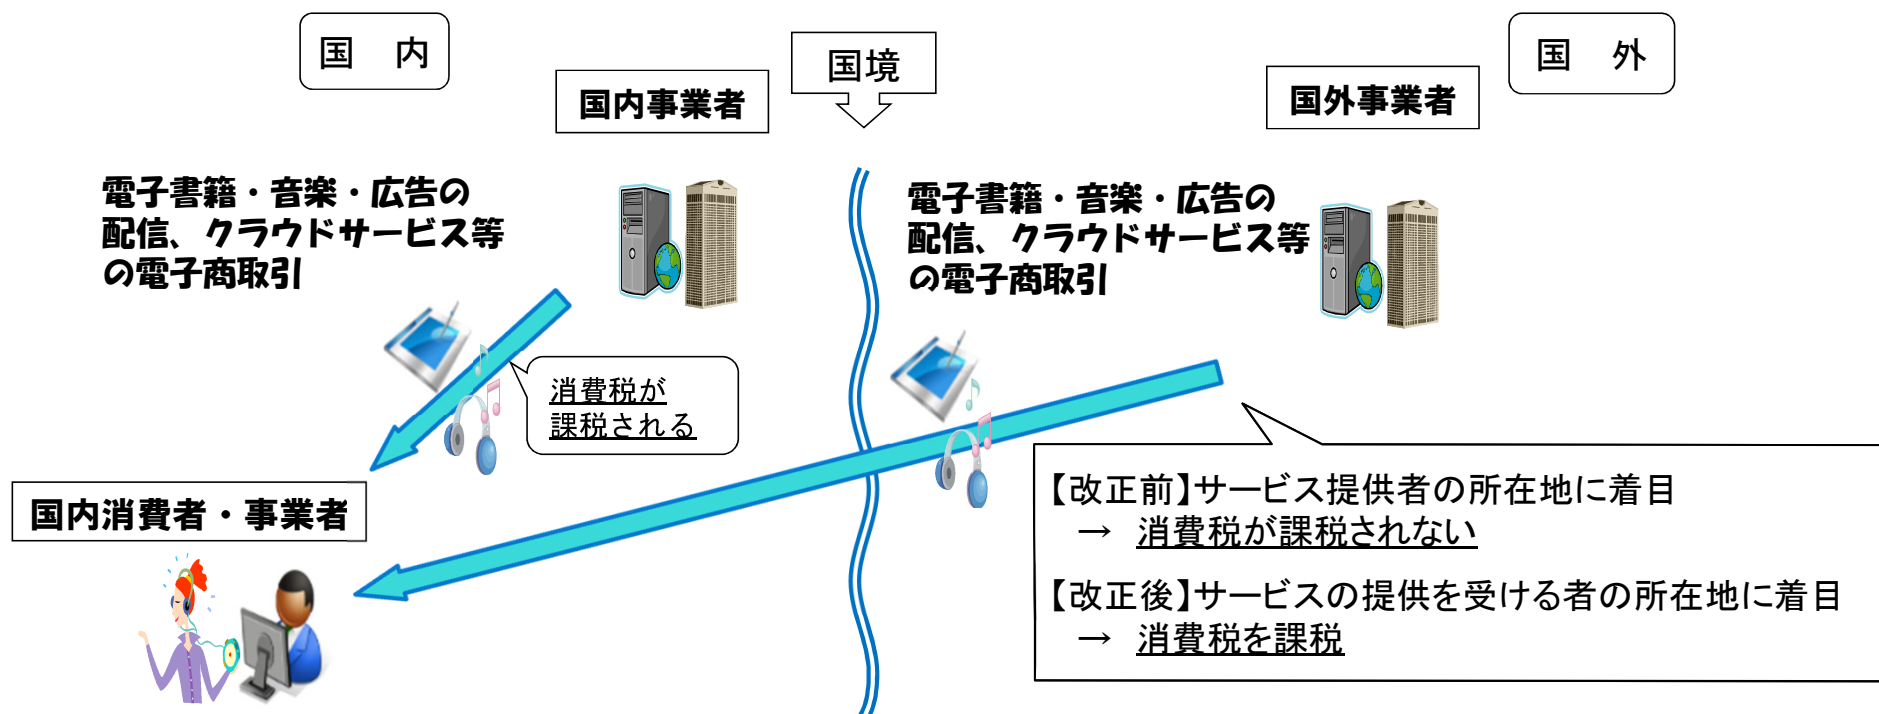 国　内
国境
国　外
国内事業者
国外事業者
電子書籍・音楽・広告の
配信、クラウドサービス等
の電子商取引
電子書籍・音楽・広告の
配信、クラウドサービス等
の電子商取引
消費税が
課税される
国内消費者・事業者
【改正前】サービス提供者の所在地に着目
→ 消費税が課税されない
【改正後】サービスの提供を受ける者の所在地に着目
→ 消費税を課税